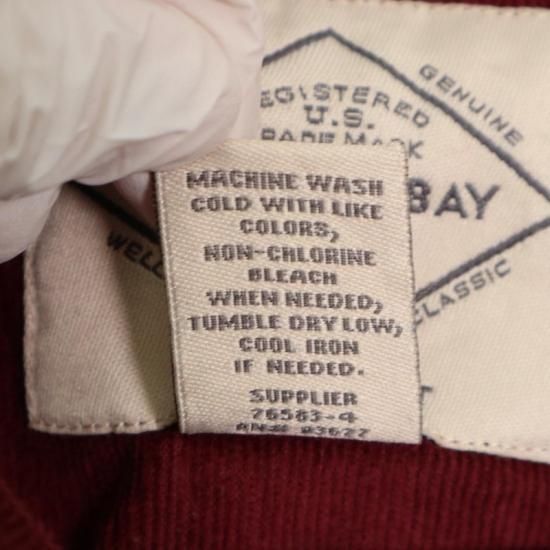 GENUINE
U.S.
BAY
CLASSIC
MACHINE WASH
COLD WITH LIKE
COLORS,
NON-CHLORINE
BLEACH
WHEN NEEDED,
TUMBLE DRY LOW,
COOL IRON
IF NEEDED.
SUPPLIER
76583-4